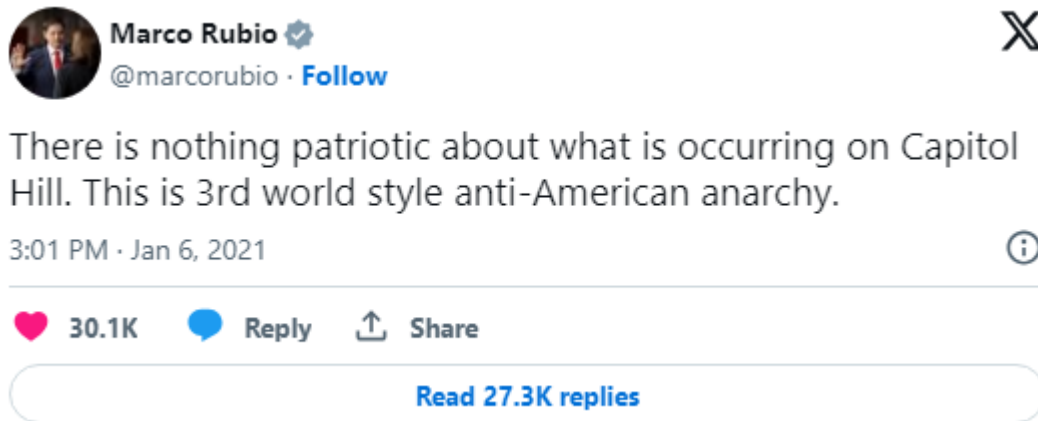 Marco Rubio
@marcorubio · Follow
There is nothing patriotic about what is occurring on Capitol
Hill. This is 3rd world style anti-American anarchy.
3:01 PM · Jan 6, 2021
30.1K Reply Share
Read 27.3K replies